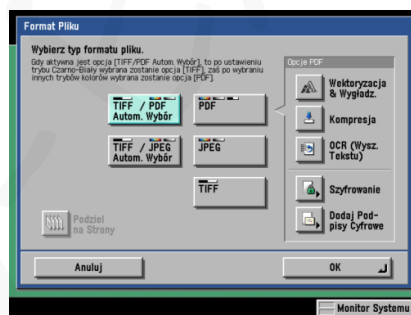 Format Pliku
Wybierz typ formatu pliku.
Gdy aktywna jest opcja [TIFF/PDF Autom. Wybór], to po ustawieniu
trybu Czarno-Biały wybrana zostanie opcja [TIFF], zaś po wybraniu
innych trybów kolorów wybrana zostanie opcja [PDF].
Opcje PDF
TIFF / PDF
Autom. Wybór
PDF
Wektoryzacja
& Wygładz.
Kompresja
TIFF / JPEG
Autom. Wybór
JPEG
OCR (Wysz.
Tekstu)
TIFF
Szyfrowanie
Podziel
na Strony
Dodaj Pod-
pisy Cyfrowe
Anuluj
OK
Monitor Systemu